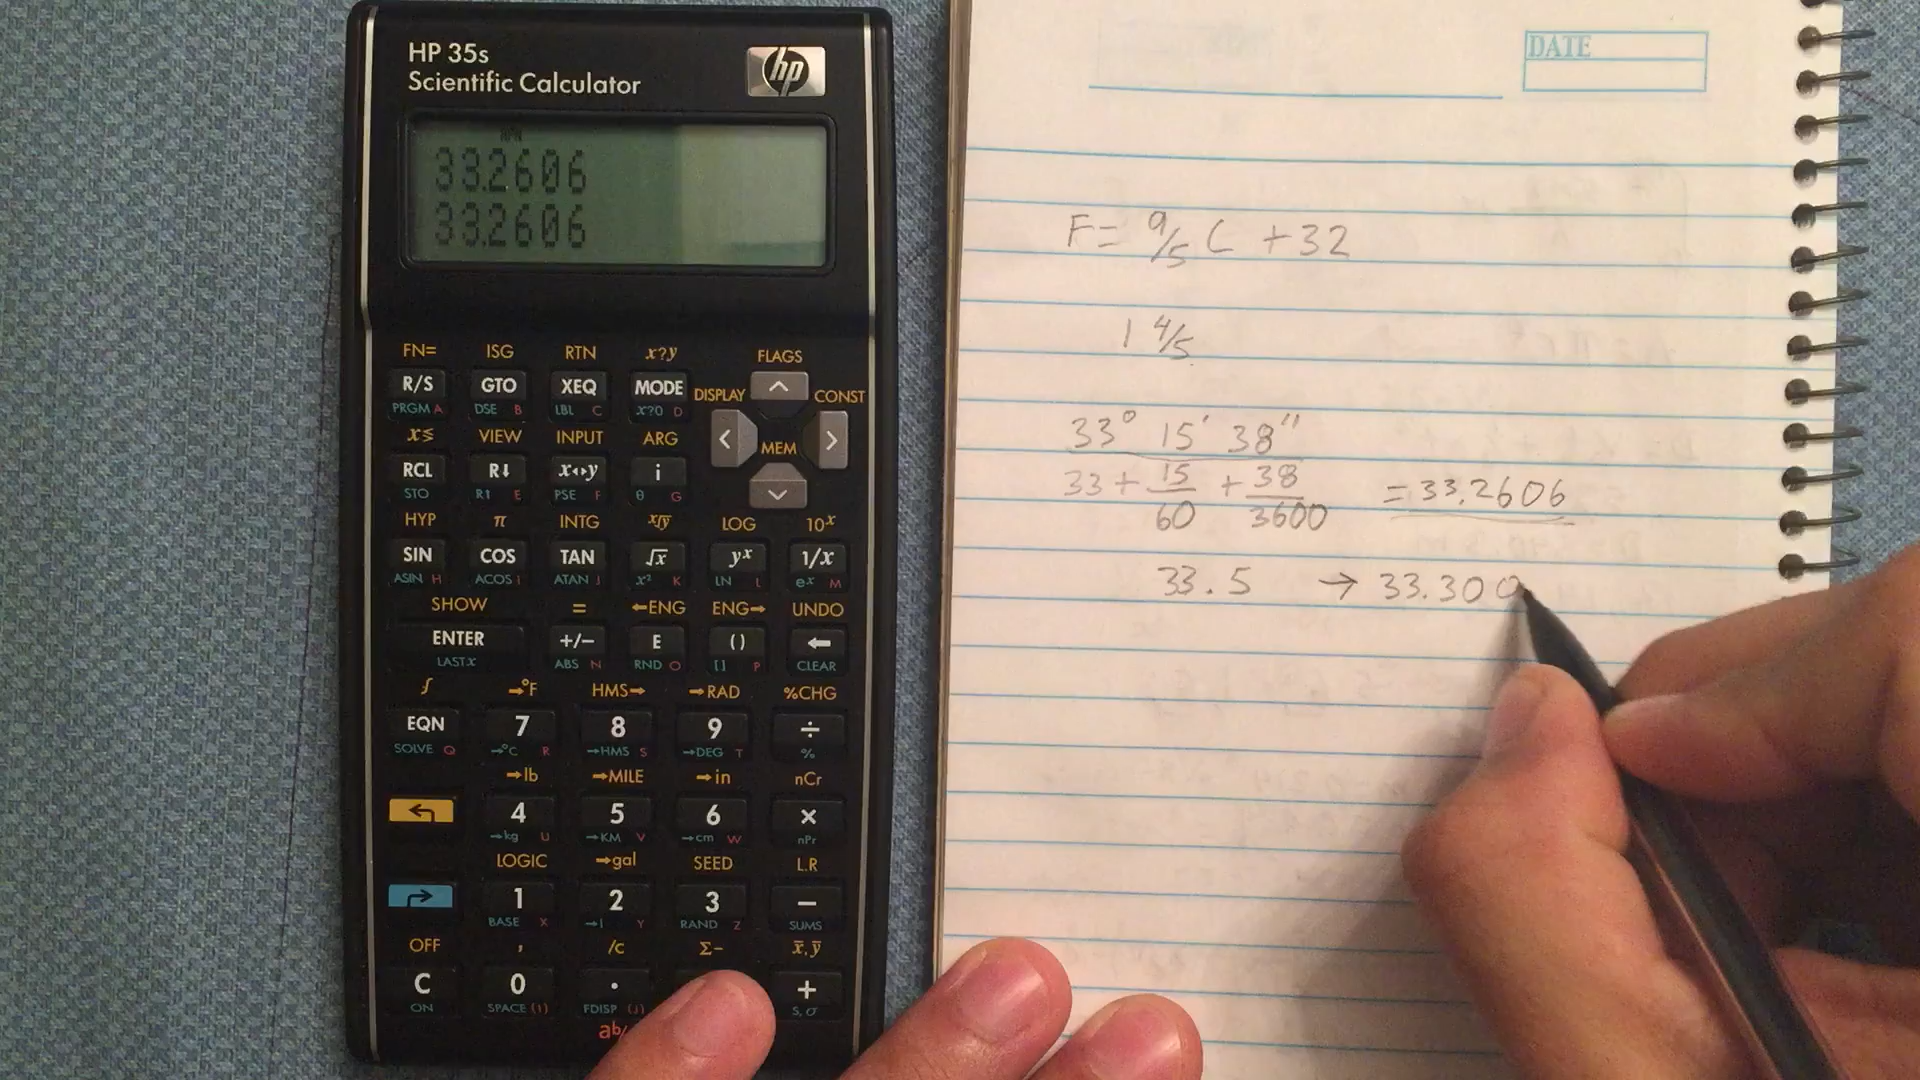 HP 35s
Scientific Calculator
hp
RPN
33.2606
33.2606
FN= ISG RTN x?y FLAGS
R/S GTO XEQ MODE DISPLAY CONST
PRGM A DSE B LBL C x?0 D
x≶ VIEW INPUT ARG MEM
RCL R↓ x↔y i
STO R↑ E PSE F θ G
HYP π INTG ˣ√y LOG 10ˣ
SIN COS TAN √x yˣ 1/x
ASIN H ACOS I ATAN J x² K LN L eˣ M
SHOW = ←ENG ENG→ UNDO
ENTER +/− E () ←
LASTx ABS N RND O [] P CLEAR
∫ →°F HMS→ →RAD %CHG
EQN 7 8 9 ÷
SOLVE Q →°C R →HMS S →DEG T %
→lb →MILE →in nCr
4 5 6 ×
→kg U →KM V →cm W nPr
LOGIC →gal SEED L.R
1 2 3 −
BASE X →l Y RAND Z SUMS
OFF , /c Σ− x̄,ȳ
C 0 . +
ON SPACE (I) FDISP (J) s,σ
DATE
F= 9/5 C +32
1 4/5
33° 15' 38"
33 + 15/60 + 38/3600 = 33.2606
33.5 → 33.300